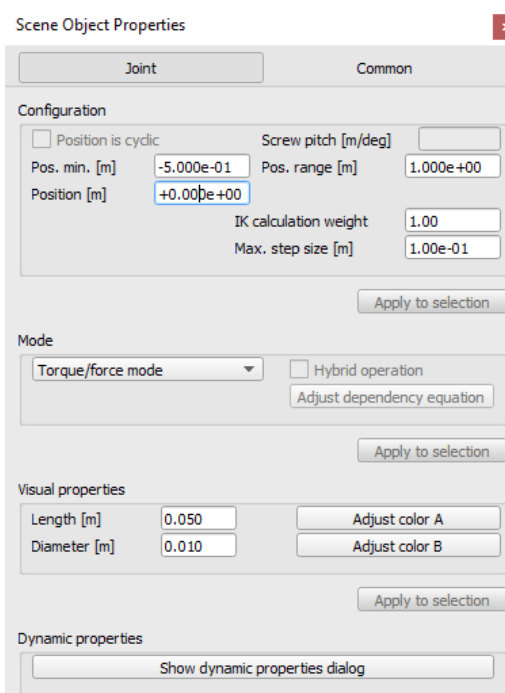 Scene Object Properties
Joint Common
Configuration
Position is cyclic Screw pitch [m/deg]
Pos. min. [m] -5.000e-01 Pos. range [m] 1.000e+00
Position [m] +0.000e+00
IK calculation weight 1.00
Max. step size [m] 1.00e-01
Apply to selection
Mode
Torque/force mode Hybrid operation
Adjust dependency equation
Apply to selection
Visual properties
Length [m] 0.050 Adjust color A
Diameter [m] 0.010 Adjust color B
Apply to selection
Dynamic properties
Show dynamic properties dialog